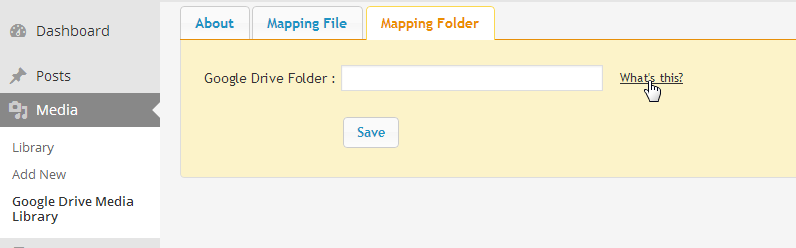 Dashboard
Posts
Media
Library
Add New
Google Drive Media
Library
About
Mapping File
Mapping Folder
Google Drive Folder :
What's this?
Save